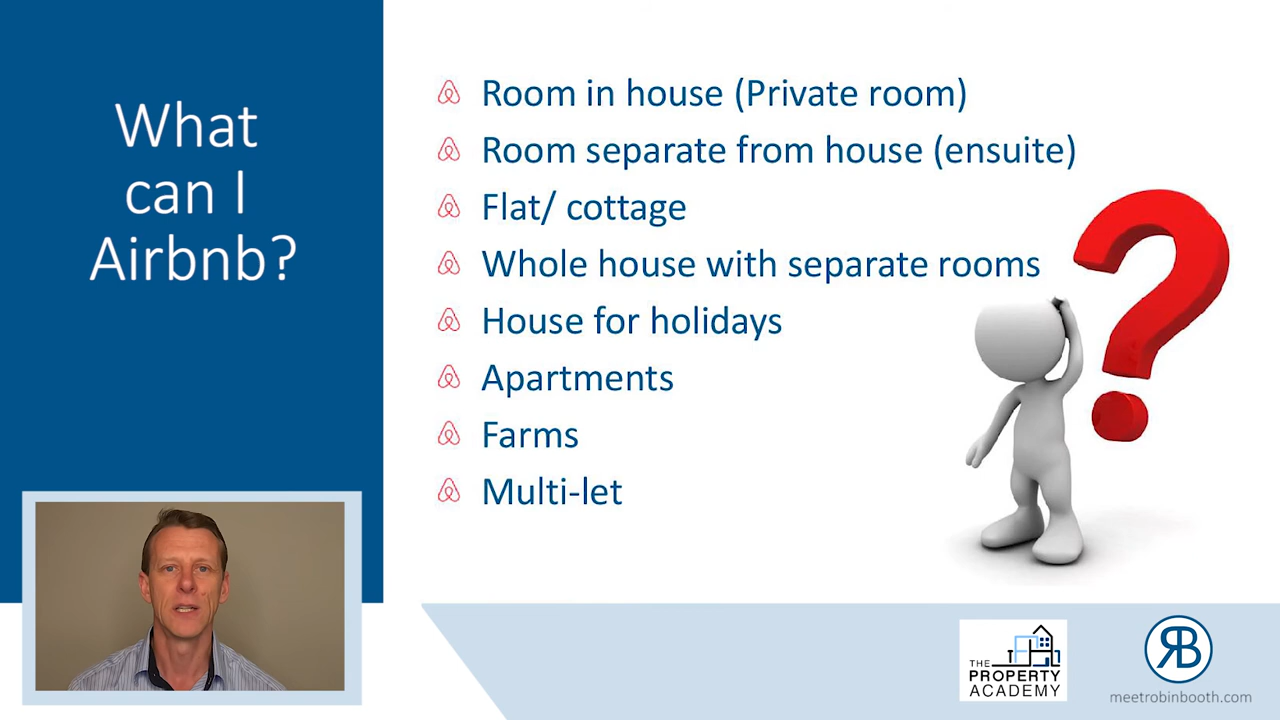 What
can I
Airbnb?
Room in house (Private room)
Room separate from house (ensuite)
Flat/ cottage
Whole house with separate rooms
House for holidays
Apartments
Farms
Multi-let
THE
PROPERTY
ACADEMY
RB
meetrobinbooth.com